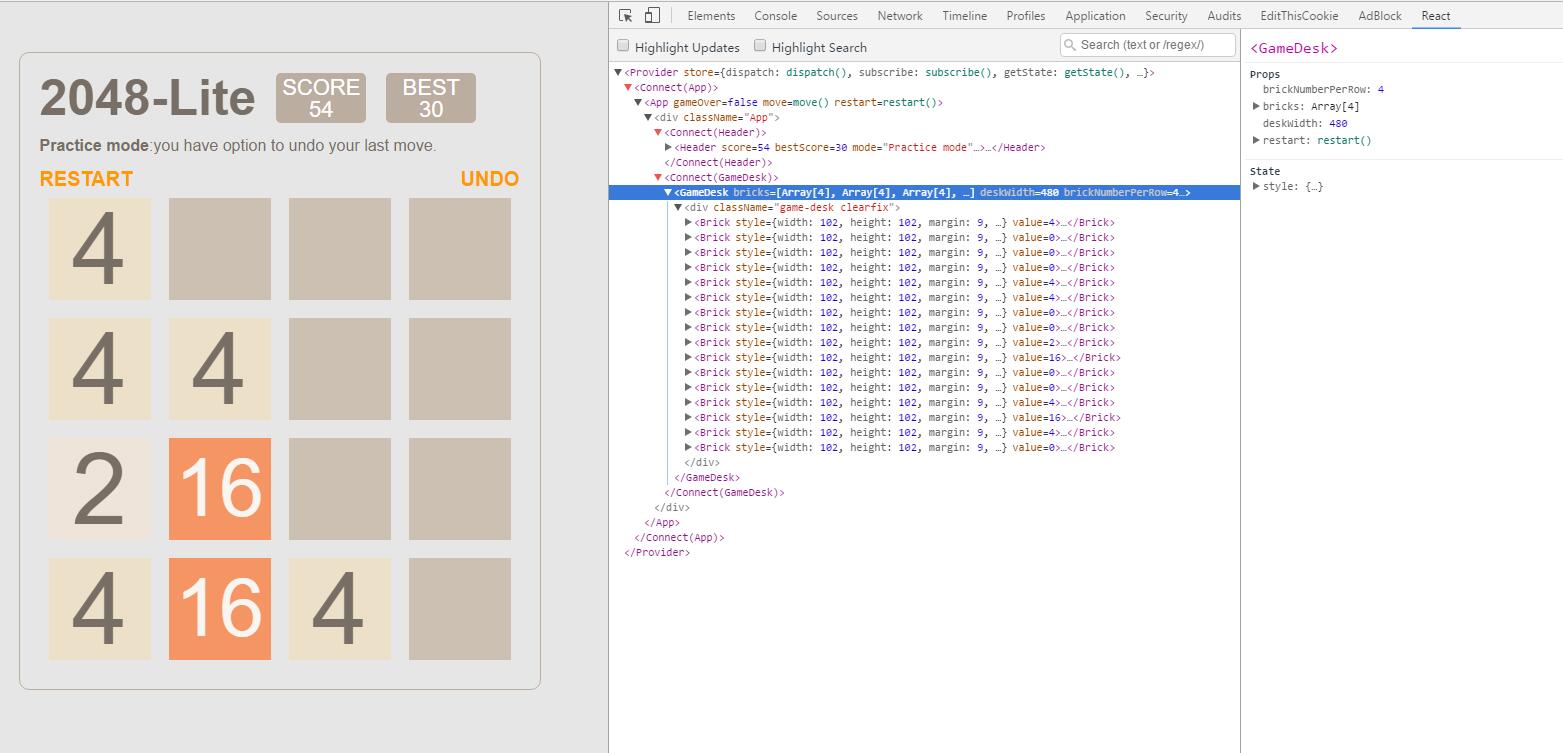 2048-Lite
SCORE
54
BEST
30
Practice mode:you have option to undo your last move.
RESTART UNDO
4
4 4
2 16
4 16 4
Elements Console Sources Network Timeline Profiles Application Security Audits EditThisCookie AdBlock React
Highlight Updates Highlight Search Search (text or /regex/)
<Provider store={dispatch: dispatch(), subscribe: subscribe(), getState: getState(), …}>
<Connect(App)>
<App gameOver=false move=move() restart=restart()>
<div className="App">
<Connect(Header)>
<Header score=54 bestScore=30 mode="Practice mode"…>…</Header>
</Connect(Header)>
<Connect(GameDesk)>
<GameDesk bricks=[Array[4], Array[4], Array[4], …] deskWidth=480 brickNumberPerRow=4…>
<div className="game-desk clearfix">
<Brick style={width: 102, height: 102, margin: 9, …} value=4>…</Brick>
<Brick style={width: 102, height: 102, margin: 9, …} value=0>…</Brick>
<Brick style={width: 102, height: 102, margin: 9, …} value=0>…</Brick>
<Brick style={width: 102, height: 102, margin: 9, …} value=0>…</Brick>
<Brick style={width: 102, height: 102, margin: 9, …} value=4>…</Brick>
<Brick style={width: 102, height: 102, margin: 9, …} value=4>…</Brick>
<Brick style={width: 102, height: 102, margin: 9, …} value=0>…</Brick>
<Brick style={width: 102, height: 102, margin: 9, …} value=0>…</Brick>
<Brick style={width: 102, height: 102, margin: 9, …} value=2>…</Brick>
<Brick style={width: 102, height: 102, margin: 9, …} value=16>…</Brick>
<Brick style={width: 102, height: 102, margin: 9, …} value=0>…</Brick>
<Brick style={width: 102, height: 102, margin: 9, …} value=0>…</Brick>
<Brick style={width: 102, height: 102, margin: 9, …} value=4>…</Brick>
<Brick style={width: 102, height: 102, margin: 9, …} value=16>…</Brick>
<Brick style={width: 102, height: 102, margin: 9, …} value=4>…</Brick>
<Brick style={width: 102, height: 102, margin: 9, …} value=0>…</Brick>
</div>
</GameDesk>
</Connect(GameDesk)>
</div>
</App>
</Connect(App)>
</Provider>
<GameDesk>
Props
brickNumberPerRow: 4
bricks: Array[4]
deskWidth: 480
restart: restart()
State
style: {…}